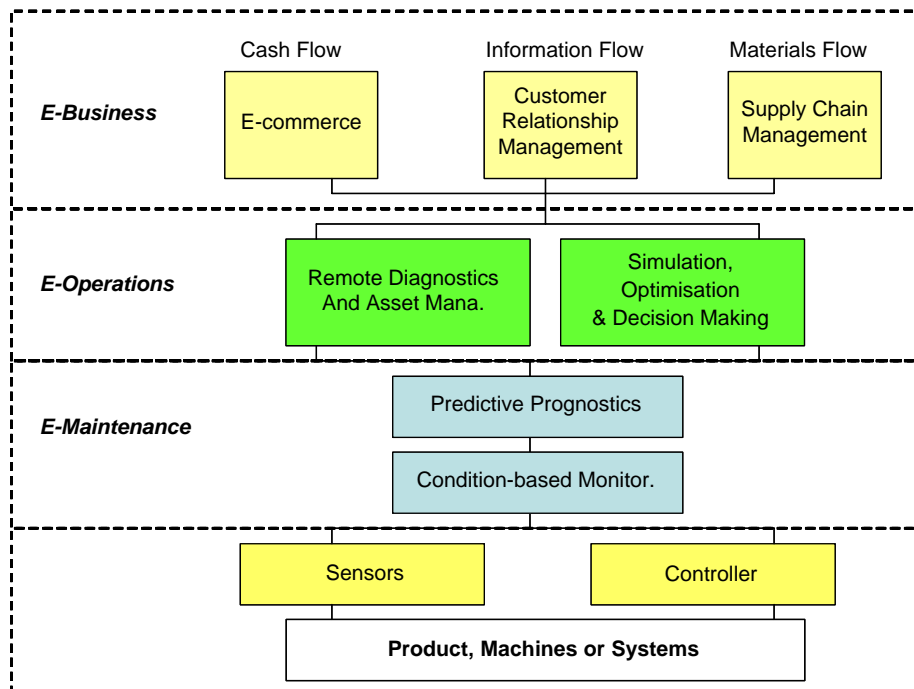 Cash Flow
Information Flow
Materials Flow
E-Business
E-commerce
Customer
Relationship
Management
Supply Chain
Management
E-Operations
Remote Diagnostics
And Asset Mana.
Simulation,
Optimisation
& Decision Making
E-Maintenance
Predictive Prognostics
Condition-based Monitor.
Sensors
Controller
Product, Machines or Systems